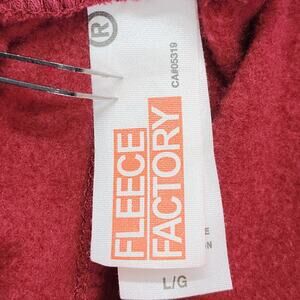 ®
FLEECE
FACTORY
CA#05319
L/G